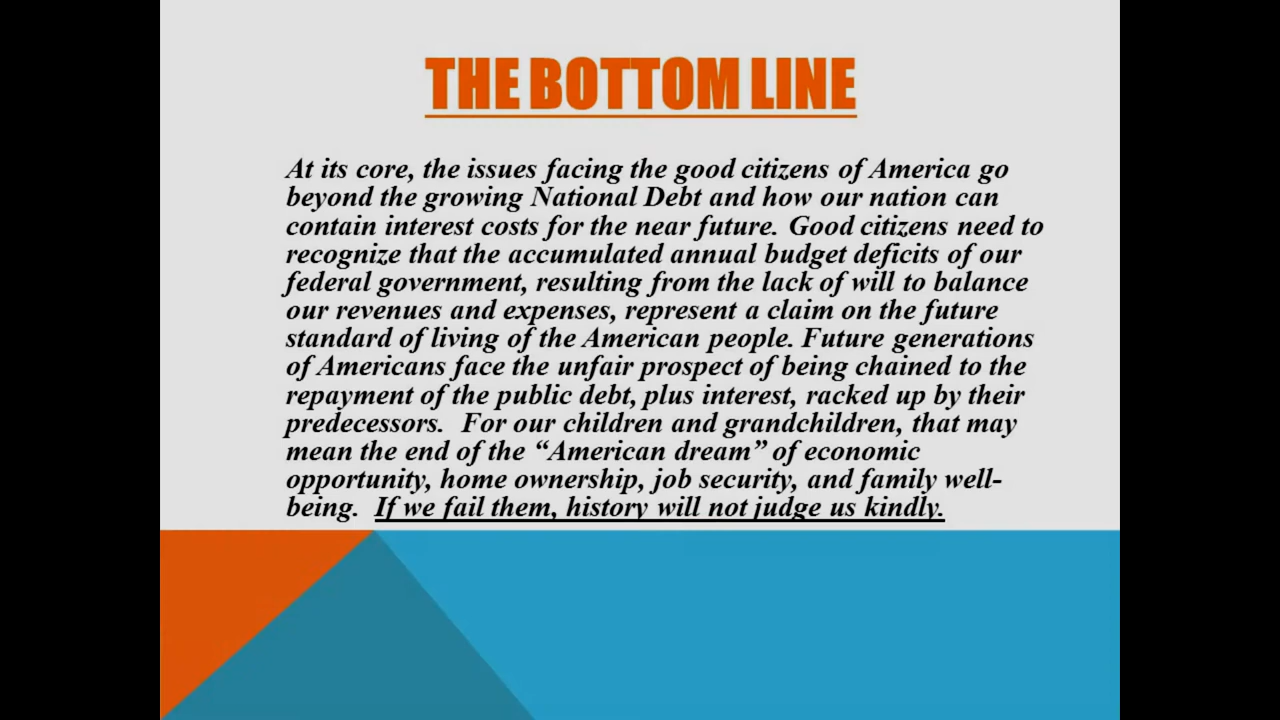 THE BOTTOM LINE
At its core, the issues facing the good citizens of America go
beyond the growing National Debt and how our nation can
contain interest costs for the near future. Good citizens need to
recognize that the accumulated annual budget deficits of our
federal government, resulting from the lack of will to balance
our revenues and expenses, represent a claim on the future
standard of living of the American people. Future generations
of Americans face the unfair prospect of being chained to the
repayment of the public debt, plus interest, racked up by their
predecessors.  For our children and grandchildren, that may
mean the end of the “American dream” of economic
opportunity, home ownership, job security, and family well-
being.  If we fail them, history will not judge us kindly.